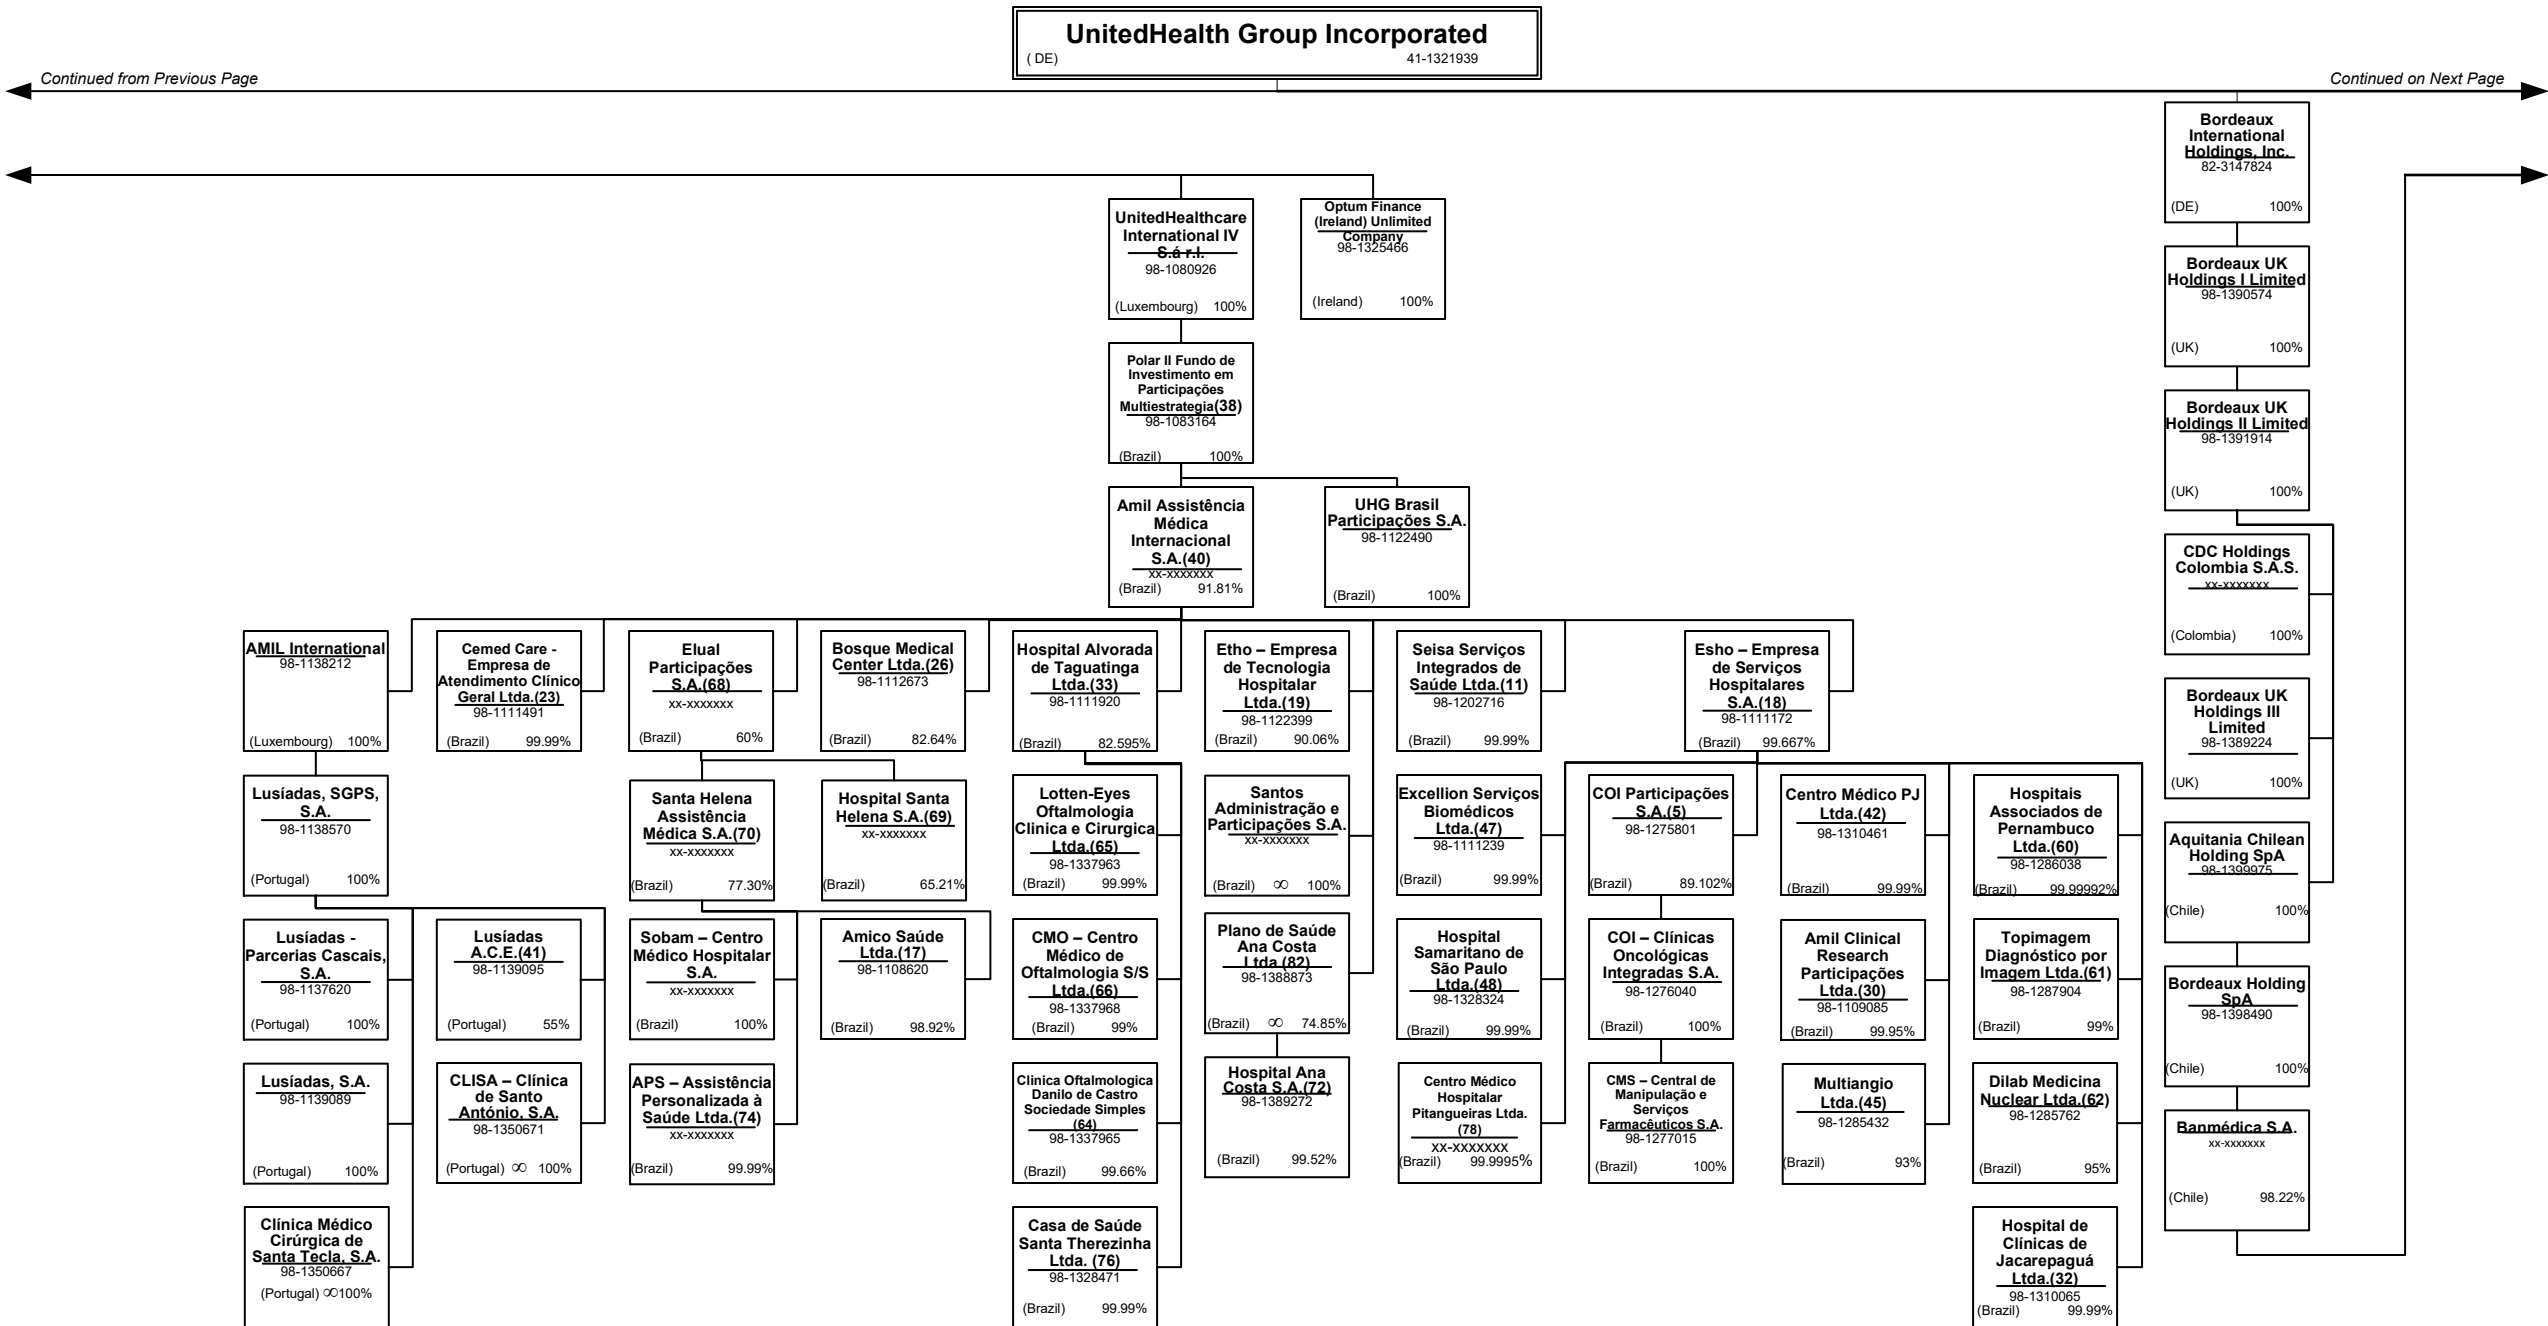 UnitedHealth Group Incorporated
( DE) 41-1321939
Continued from Previous Page
Continued on Next Page
Bordeaux
International
Holdings, Inc.
82-3147824
(DE) 100%
UnitedHealthcare
International IV
S.á r.l.
98-1080926
(Luxembourg) 100%
Optum Finance
(Ireland) Unlimited
Company
98-1325466
(Ireland) 100%
Bordeaux UK
Holdings I Limited
98-1390574
(UK) 100%
Polar II Fundo de
Investimento em
Participações
Multiestrategia(38)
98-1083164
(Brazil) 100%
Bordeaux UK
Holdings II Limited
98-1391914
(UK) 100%
Amil Assistência
Médica
Internacional
S.A.(40)
xx-xxxxxxx
(Brazil) 91.81%
UHG Brasil
Participações S.A.
98-1122490
(Brazil) 100%
CDC Holdings
Colombia S.A.S.
xx-xxxxxxx
(Colombia) 100%
AMIL International
98-1138212
(Luxembourg) 100%
Cemed Care -
Empresa de
Atendimento Clínico
Geral Ltda.(23)
98-1111491
(Brazil) 99.99%
Elual
Participações
S.A.(68)
xx-xxxxxxx
(Brazil) 60%
Bosque Medical
Center Ltda.(26)
98-1112673
(Brazil) 82.64%
Hospital Alvorada
de Taguatinga
Ltda.(33)
98-1111920
(Brazil) 82.595%
Etho – Empresa
de Tecnologia
Hospitalar
Ltda.(19)
98-1122399
(Brazil) 90.06%
Seisa Serviços
Integrados de
Saúde Ltda.(11)
98-1202716
(Brazil) 99.99%
Esho – Empresa
de Serviços
Hospitalares
S.A.(18)
98-1111172
(Brazil) 99.667%
Bordeaux UK
Holdings III
Limited
98-1389224
(UK) 100%
Lusíadas, SGPS,
S.A.
98-1138570
(Portugal) 100%
Santa Helena
Assistência
Médica S.A.(70)
xx-xxxxxxx
(Brazil) 77.30%
Hospital Santa
Helena S.A.(69)
xx-xxxxxxx
(Brazil) 65.21%
Lotten-Eyes
Oftalmologia
Clinica e Cirurgica
Ltda.(65)
98-1337963
(Brazil) 99.99%
Santos
Administração e
Participações S.A.
xx-xxxxxxx
(Brazil) ∞ 100%
Excellion Serviços
Biomédicos
Ltda.(47)
98-1111239
(Brazil) 99.99%
COI Participações
S.A.(5)
98-1275801
(Brazil) 89.102%
Centro Médico PJ
Ltda.(42)
98-1310461
(Brazil) 99.99%
Hospitais
Associados de
Pernambuco
Ltda.(60)
98-1286038
(Brazil) 99.99992%
Aquitania Chilean
Holding SpA
98-1399975
(Chile) 100%
Lusíadas -
Parcerias Cascais,
S.A.
98-1137620
(Portugal) 100%
Lusíadas
A.C.E.(41)
98-1139095
(Portugal) 55%
Sobam – Centro
Médico Hospitalar
S.A.
xx-xxxxxxx
(Brazil) 100%
Amico Saúde
Ltda.(17)
98-1108620
(Brazil) 98.92%
CMO – Centro
Médico de
Oftalmologia S/S
Ltda.(66)
98-1337968
(Brazil) 99%
Plano de Saúde
Ana Costa
Ltda.(82)
98-1388873
(Brazil) ∞ 74.85%
Hospital
Samaritano de
São Paulo
Ltda.(48)
98-1328324
(Brazil) 99.99%
COI – Clínicas
Oncológicas
Integradas S.A.
98-1276040
(Brazil) 100%
Amil Clinical
Research
Participações
Ltda.(30)
98-1109085
(Brazil) 99.95%
Topimagem
Diagnóstico por
Imagem Ltda.(61)
98-1287904
(Brazil) 99%
Bordeaux Holding
SpA
98-1398490
(Chile) 100%
Lusíadas, S.A.
98-1139089
(Portugal) 100%
CLISA – Clínica
de Santo
António, S.A.
98-1350671
(Portugal) ∞ 100%
APS – Assistência
Personalizada à
Saúde Ltda.(74)
xx-xxxxxxx
(Brazil) 99.99%
Clinica Oftalmologica
Danilo de Castro
Sociedade Simples
(64)
98-1337965
(Brazil) 99.66%
Hospital Ana
Costa S.A.(72)
98-1389272
(Brazil) 99.52%
Centro Médico
Hospitalar
Pitangueiras Ltda.
(78)
xx-xxxxxxx
(Brazil) 99.9995%
CMS – Central de
Manipulação e
Serviços
Farmacêuticos S.A.
98-1277015
(Brazil) 100%
Multiangio
Ltda.(45)
98-1285432
(Brazil) 93%
Dilab Medicina
Nuclear Ltda.(62)
98-1285762
(Brazil) 95%
Banmédica S.A.
xx-xxxxxxx
(Chile) 98.22%
Clínica Médico
Cirúrgica de
Santa Tecla, S.A.
98-1350667
(Portugal) ∞100%
Casa de Saúde
Santa Therezinha
Ltda. (76)
98-1328471
(Brazil) 99.99%
Hospital de
Clínicas de
Jacarepaguá
Ltda.(32)
98-1310065
(Brazil) 99.99%